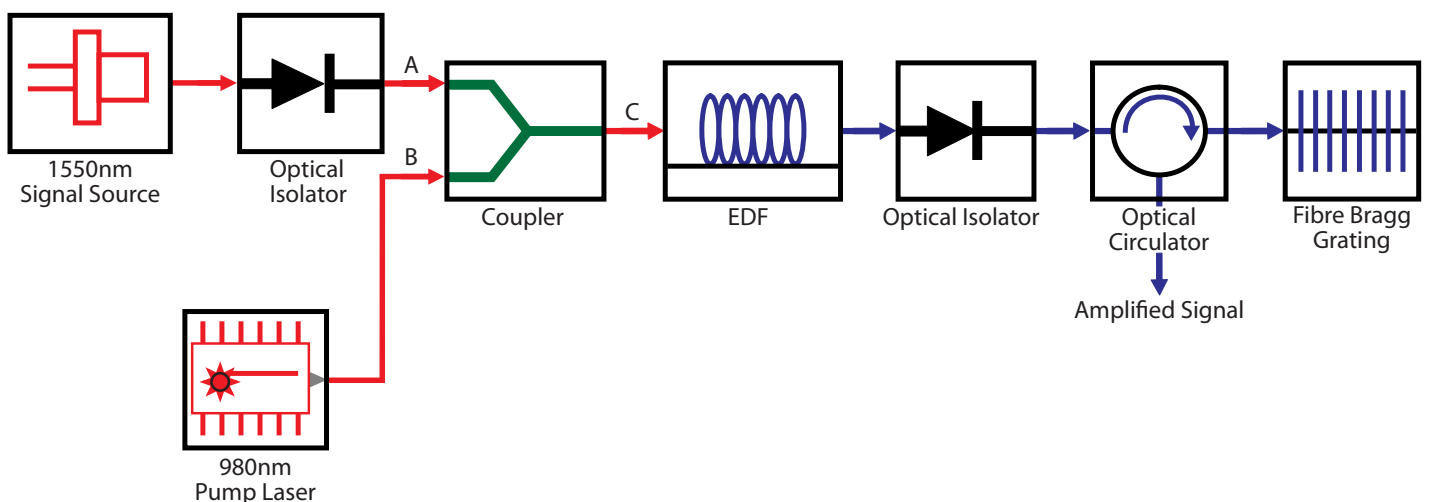 1550nm
Signal Source
Optical
Isolator
A
B
Coupler
C
EDF
Optical Isolator
Optical
Circulator
Fibre Bragg
Grating
Amplified Signal
980nm
Pump Laser